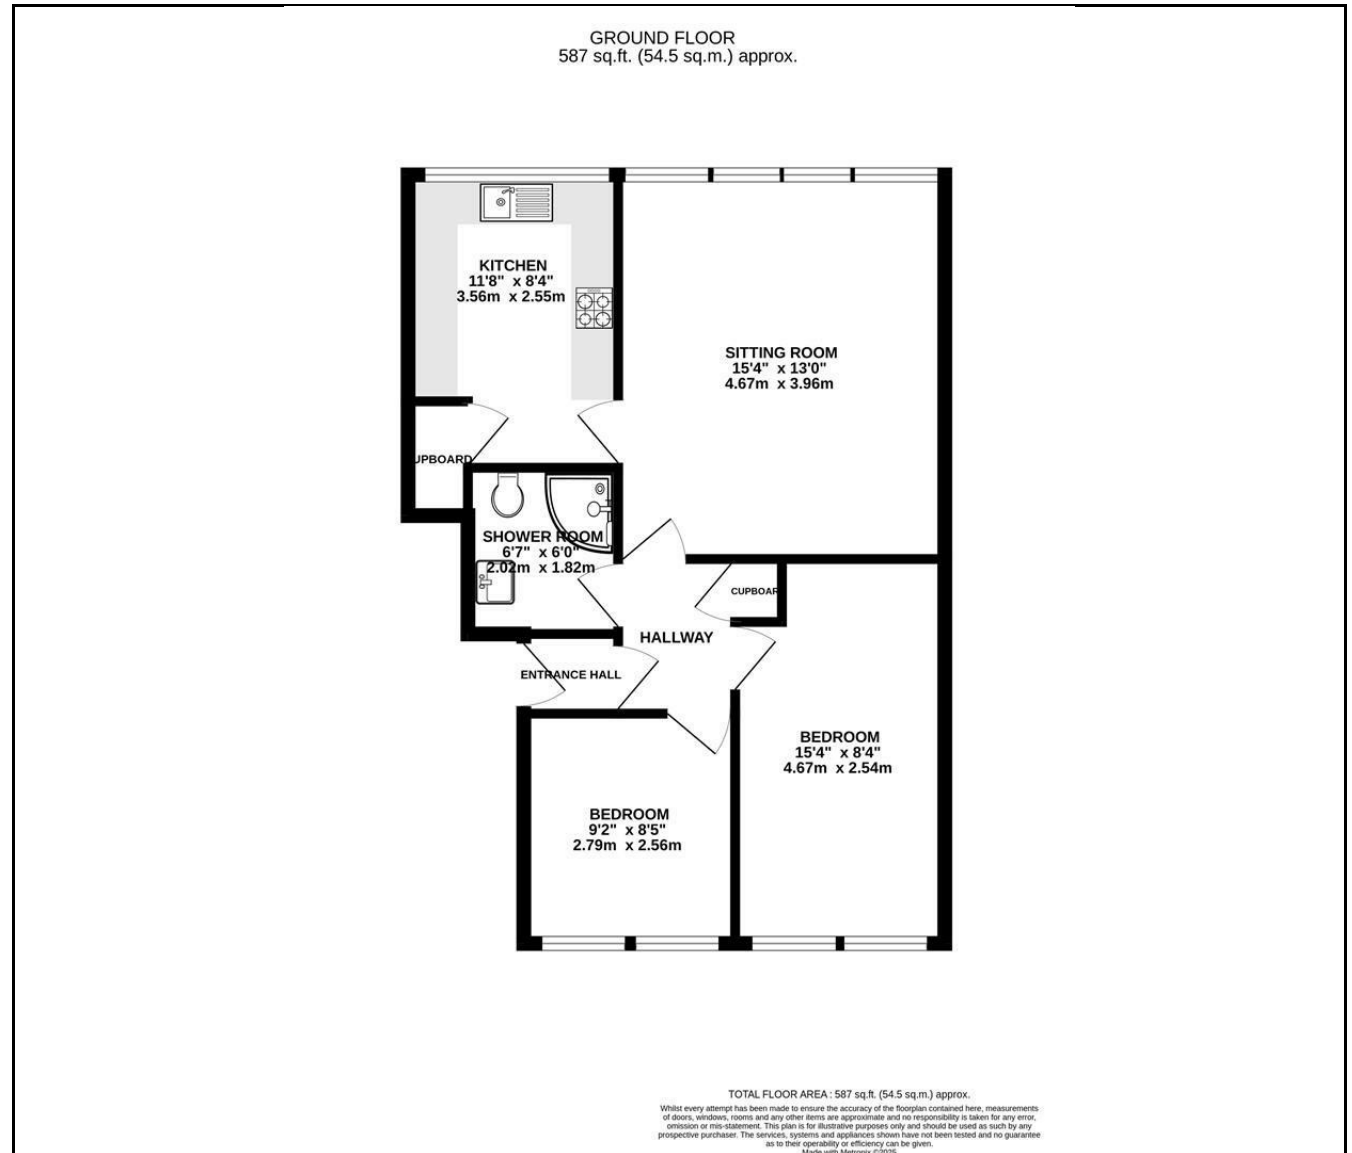 GROUND FLOOR
587 sq.ft. (54.5 sq.m.) approx.
KITCHEN
11'8" x 8'4"
3.56m x 2.55m
SITTING ROOM
15'4" x 13'0"
4.67m x 3.96m
UPBOARD
SHOWER ROOM
6'7" x 6'0"
2.02m x 1.82m
CUPBOAR
HALLWAY
ENTRANCE HALL
BEDROOM
15'4" x 8'4"
4.67m x 2.54m
BEDROOM
9'2" x 8'5"
2.79m x 2.56m
TOTAL FLOOR AREA : 587 sq.ft. (54.5 sq.m.) approx.
Whilst every attempt has been made to ensure the accuracy of the floorplan contained here, measurements
of doors, windows, rooms and any other items are approximate and no responsibility is taken for any error,
omission or mis-statement. This plan is for illustrative purposes only and should be used as such by any
prospective purchaser. The services, systems and appliances shown have not been tested and no guarantee
as to their operability or efficiency can be given.
Made with Metropix ©2025